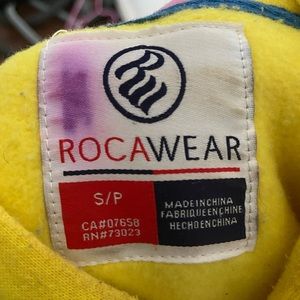 ROCAWEAR
S/P
CA#07658
RN#73023
MADEINCHINA
FABRIQUEENCHINE
HECHOENCHINA